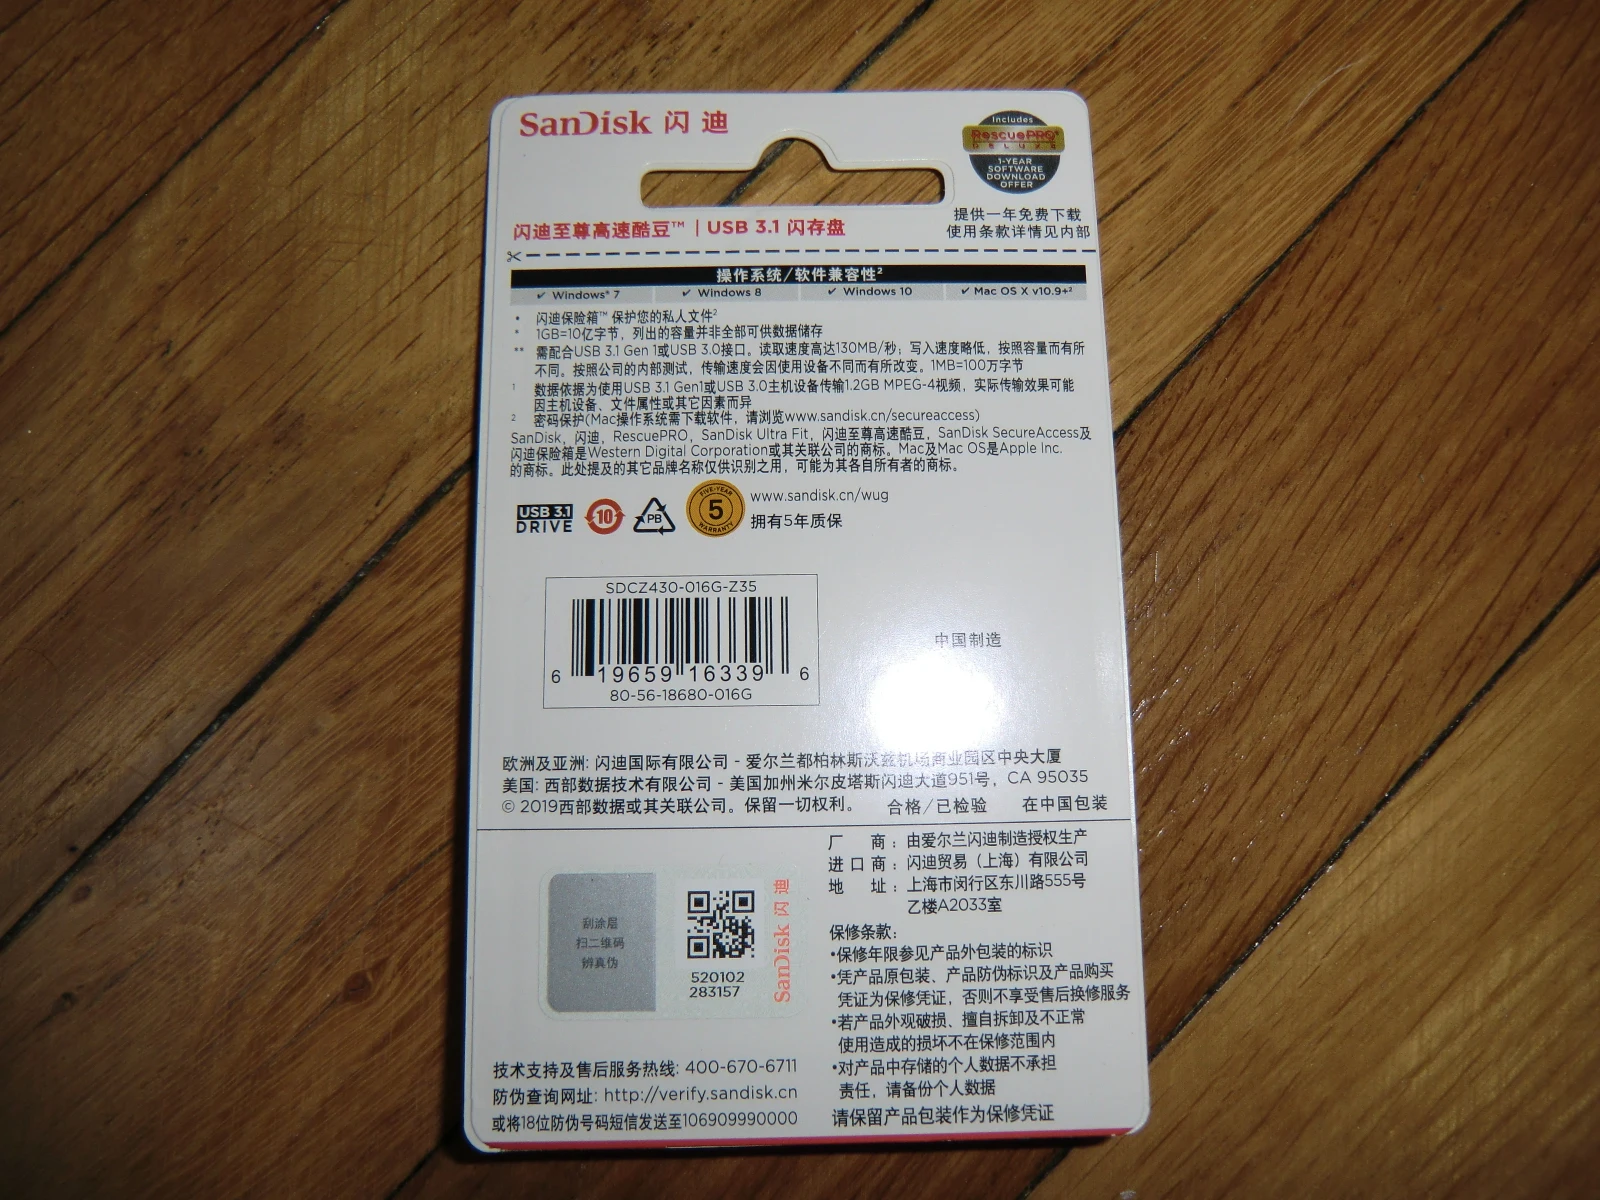 SanDisk 闪迪
Includes
RescuePRO®
DELUXE
1-YEAR
SOFTWARE
DOWNLOAD
OFFER
提供一年免费下载
使用条款详情见内部
闪迪至尊高速酷豆™ | USB 3.1 闪存盘
操作系统/软件兼容性²
✓ Windows® 7 ✓ Windows 8 ✓ Windows 10 ✓ Mac OS X v10.9+²
• 闪迪保险箱™ 保护您的私人文件²
* 1GB=10亿字节，列出的容量并非全部可供数据储存
** 需配合USB 3.1 Gen 1或USB 3.0接口。读取速度高达130MB/秒；写入速度略低，按照容量而有所
不同。按照公司的内部测试，传输速度会因使用设备不同而有所改变。1MB=100万字节
¹ 数据依据为使用USB 3.1 Gen1或USB 3.0主机设备传输1.2GB MPEG-4视频，实际传输效果可能
因主机设备、文件属性或其它因素而异
² 密码保护(Mac操作系统需下载软件，请浏览www.sandisk.cn/secureaccess)
SanDisk，闪迪，RescuePRO，SanDisk Ultra Fit，闪迪至尊高速酷豆，SanDisk SecureAccess及
闪迪保险箱是Western Digital Corporation或其关联公司的商标。Mac及Mac OS是Apple Inc.
的商标。此处提及的其它品牌名称仅供识别之用，可能为其各自所有者的商标。
USB 3.1
DRIVE
10
PB
FIVE-YEAR
5
WARRANTY
www.sandisk.cn/wug
拥有5年质保
SDCZ430-016G-Z35
6 19659 16339 6
80-56-18680-016G
中国制造
欧洲及亚洲: 闪迪国际有限公司 - 爱尔兰都柏林斯沃兹机场商业园区中央大厦
美国: 西部数据技术有限公司 - 美国加州米尔皮塔斯闪迪大道951号，CA 95035
© 2019西部数据或其关联公司。保留一切权利。 合格/已检验 在中国包装
刮涂层
扫二维码
辨真伪
520102
283157
SanDisk 闪迪
技术支持及售后服务热线: 400-670-6711
防伪查询网址: http://verify.sandisk.cn
或将18位防伪号码短信发送至106909990000
厂 商：由爱尔兰闪迪制造授权生产
进口商：闪迪贸易（上海）有限公司
地 址：上海市闵行区东川路555号
乙楼A2033室
保修条款:
•保修年限参见产品外包装的标识
•凭产品原包装、产品防伪标识及产品购买
凭证为保修凭证，否则不享受售后换修服务
•若产品外观破损、擅自拆卸及不正常
使用造成的损坏不在保修范围内
•对产品中存储的个人数据不承担
责任，请备份个人数据
请保留产品包装作为保修凭证